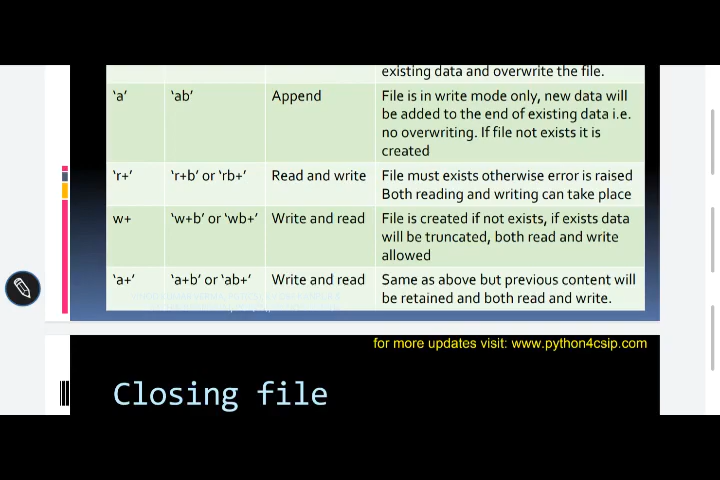 existing data and overwrite the file.
‘a’ ‘ab’ Append File is in write mode only, new data will
be added to the end of existing data i.e.
no overwriting. If file not exists it is
created
‘r+’ ‘r+b’ or ‘rb+’ Read and write File must exists otherwise error is raised
Both reading and writing can take place
w+ ‘w+b’ or ‘wb+’ Write and read File is created if not exists, if exists data
will be truncated, both read and write
allowed
‘a+’ ‘a+b’ or ‘ab+’ Write and read Same as above but previous content will
be retained and both read and write.
for more updates visit: www.python4csip.com
Closing file